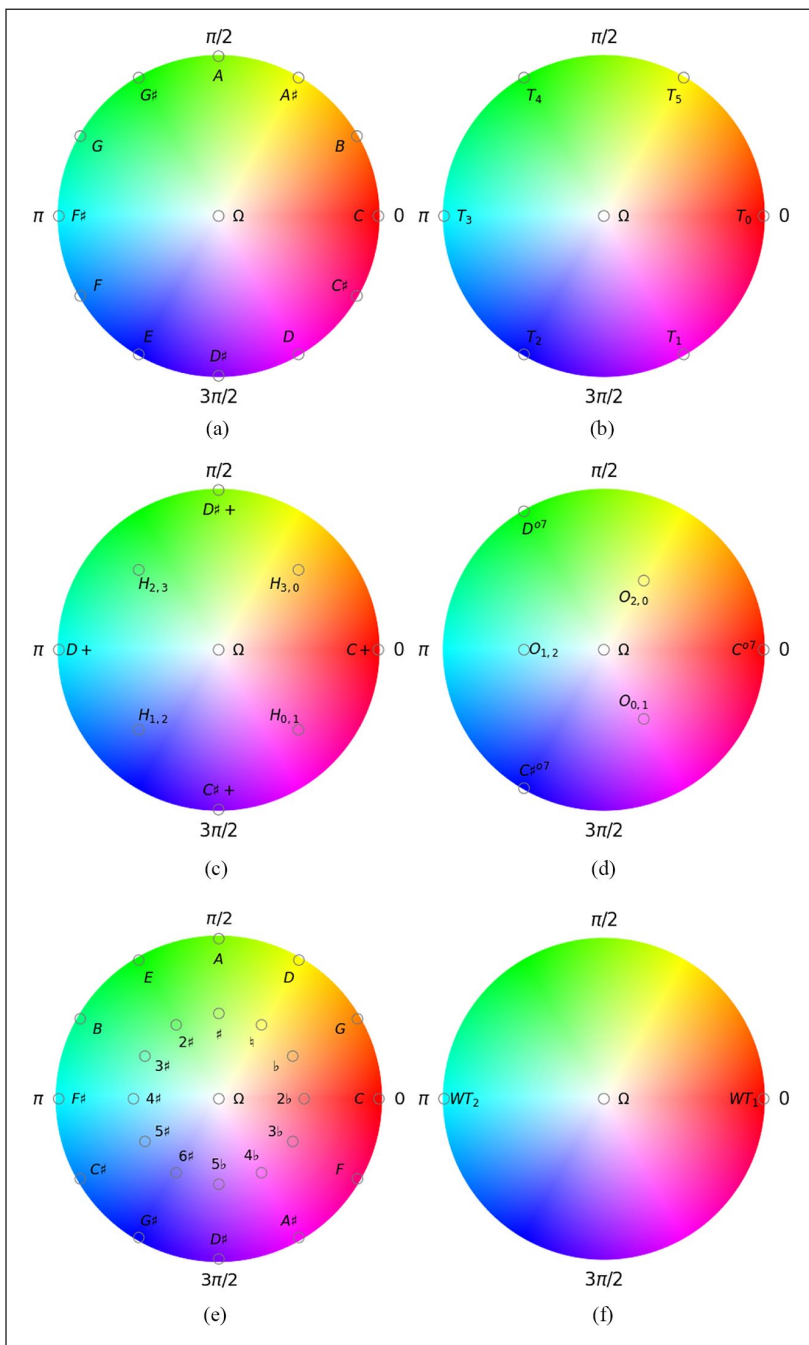 π/2 π/2
A
G♯ A♯ T₄ T₅
G B
π F♯ Ω C 0 π T₃ Ω T₀ 0
F C♯
E D T₂ T₁
D♯
3π/2 3π/2
(a) (b)
π/2 π/2
D♯+ Dᵒ⁷
H₂,₃ H₃,₀ O₂,₀
π D+ Ω C+ 0 π O₁,₂ Ω Cᵒ⁷ 0
H₁,₂ H₀,₁ O₀,₁
C♯+ C♯ᵒ⁷
3π/2 3π/2
(c) (d)
π/2 π/2
A
E D
B G
2♯ ♯ ♮
3♯ ♭
π F♯ 4♯ Ω 2♭ C 0 π WT₂ Ω WT₁ 0
5♯ 3♭
6♯ 5♭ 4♭
C♯ F
G♯ A♯
D♯
3π/2 3π/2
(e) (f)